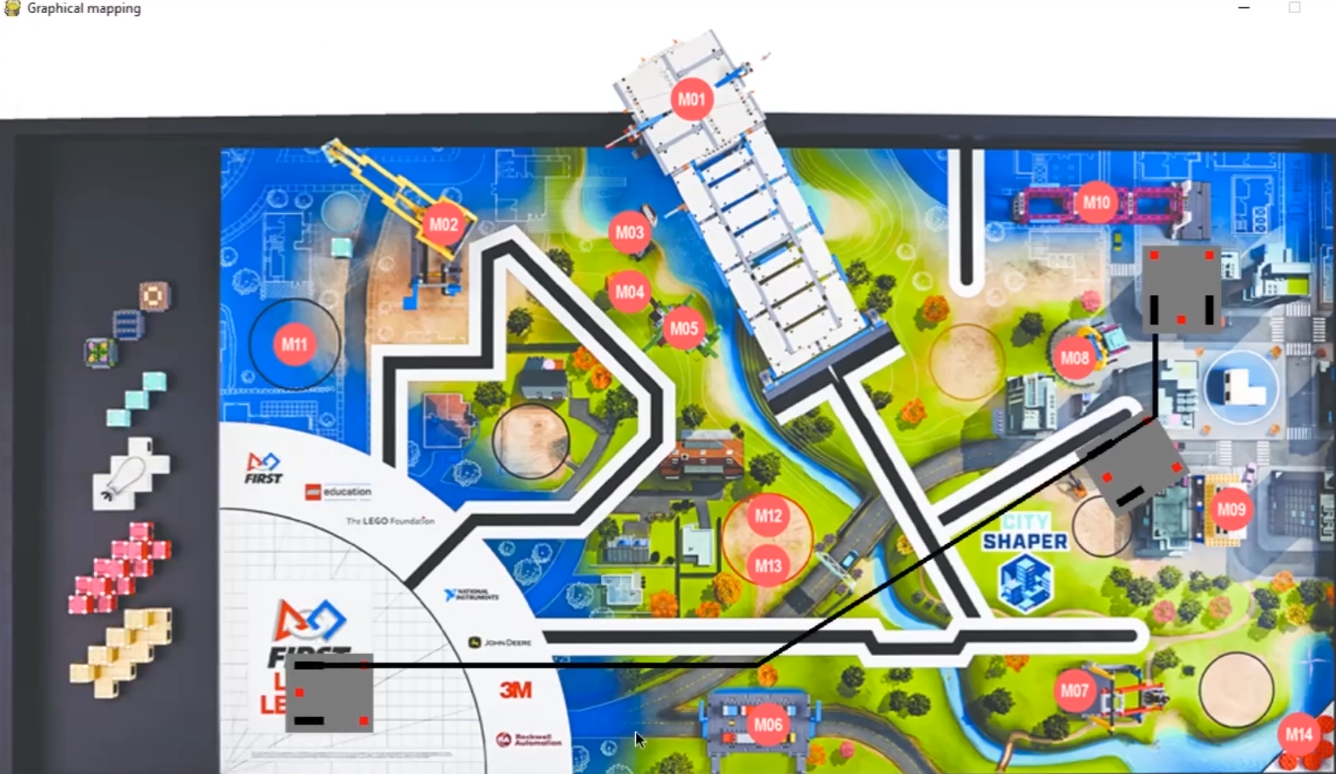 Graphical mapping
M01
M02
M10
M03
M04
M05
M11
M08
FIRST
education
The LEGO Foundation
M12
M09
CITY
SHAPER
M13
NATIONAL
INSTRUMENTS
JOHN DEERE
FIRST
3M
M07
M06
M14
Rockwell
Automation